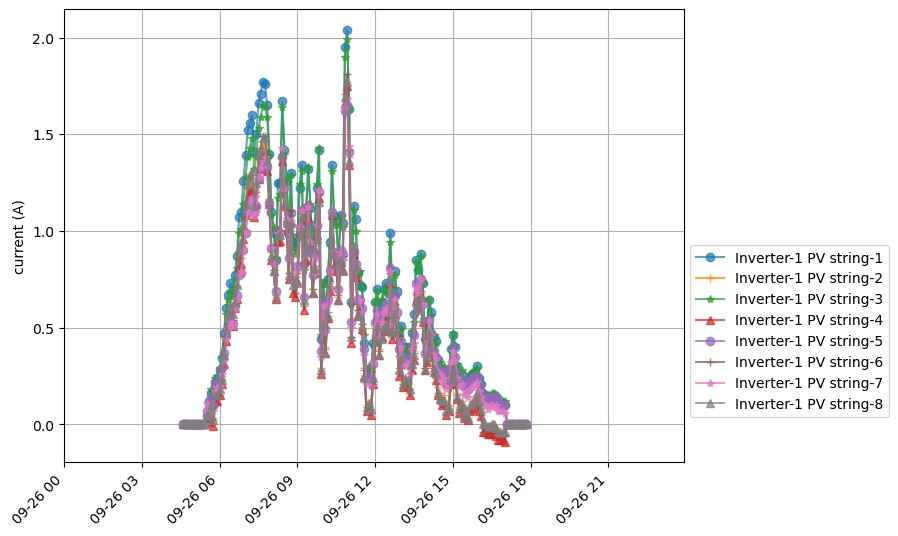 2.0
1.5
1.0
0.5
0.0
current (A)
09-26 00
09-26 03
09-26 06
09-26 09
09-26 12
09-26 15
09-26 18
09-26 21
Inverter-1 PV string-1
Inverter-1 PV string-2
Inverter-1 PV string-3
Inverter-1 PV string-4
Inverter-1 PV string-5
Inverter-1 PV string-6
Inverter-1 PV string-7
Inverter-1 PV string-8